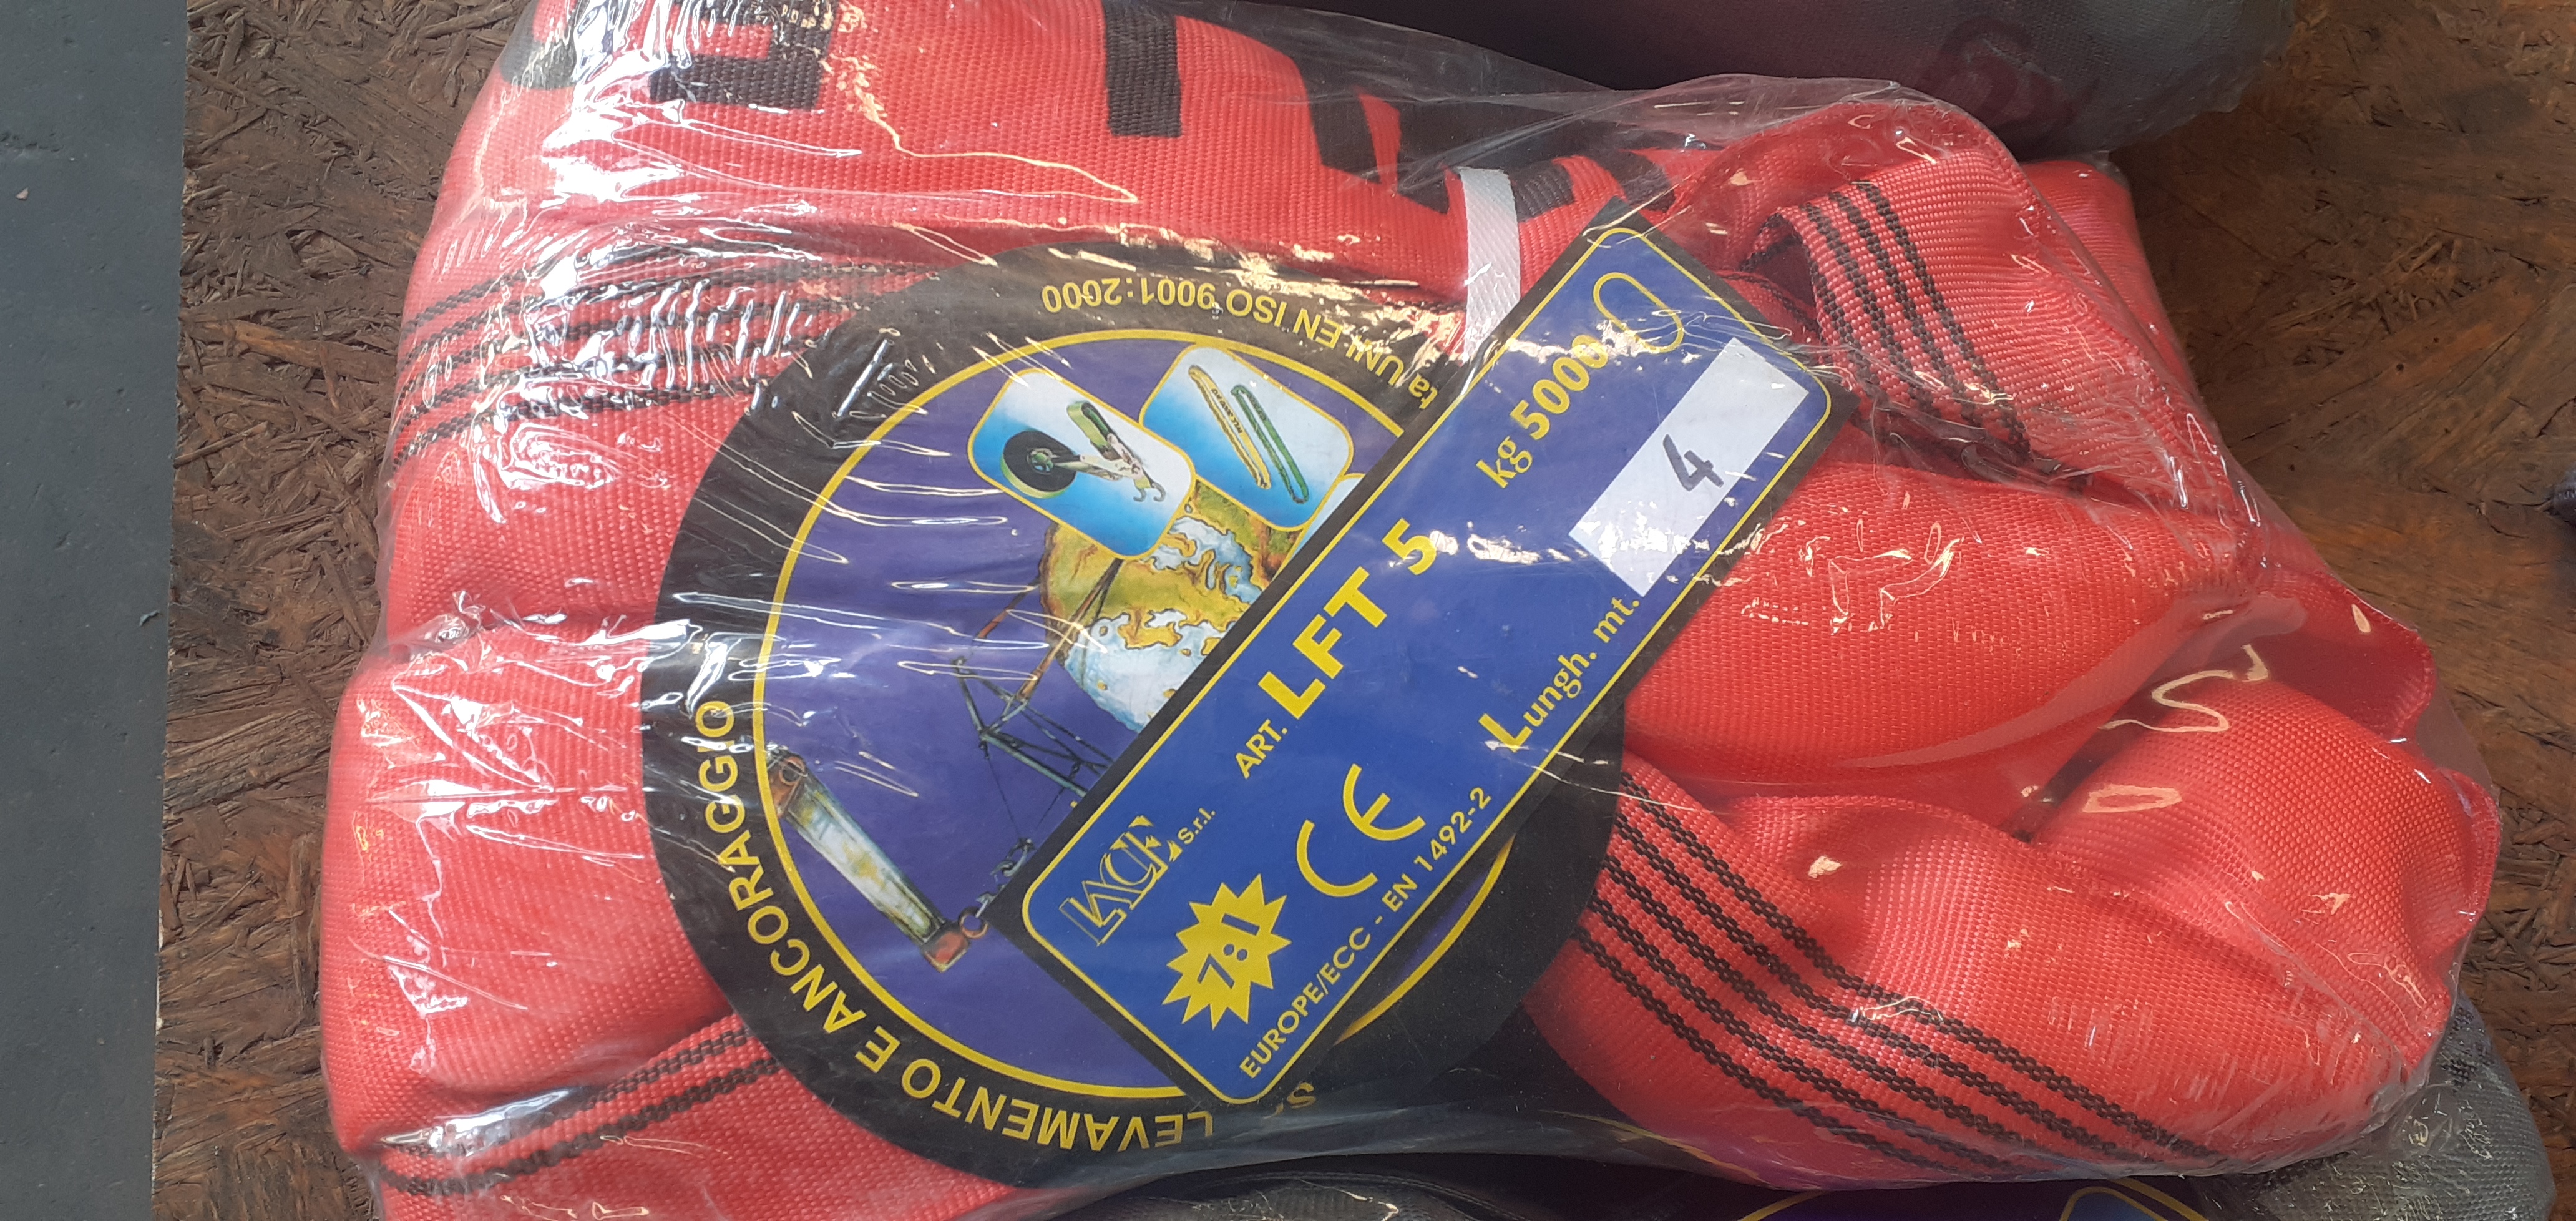 UNI EN ISO 9001:2000
LEVAMENTO E ANCORAGGIO
LACE s.r.l.
ART. LFT 5
kg 5000
7:1
CE
Lungh. mt. 4
EUROPE/ECC - EN 1492-2